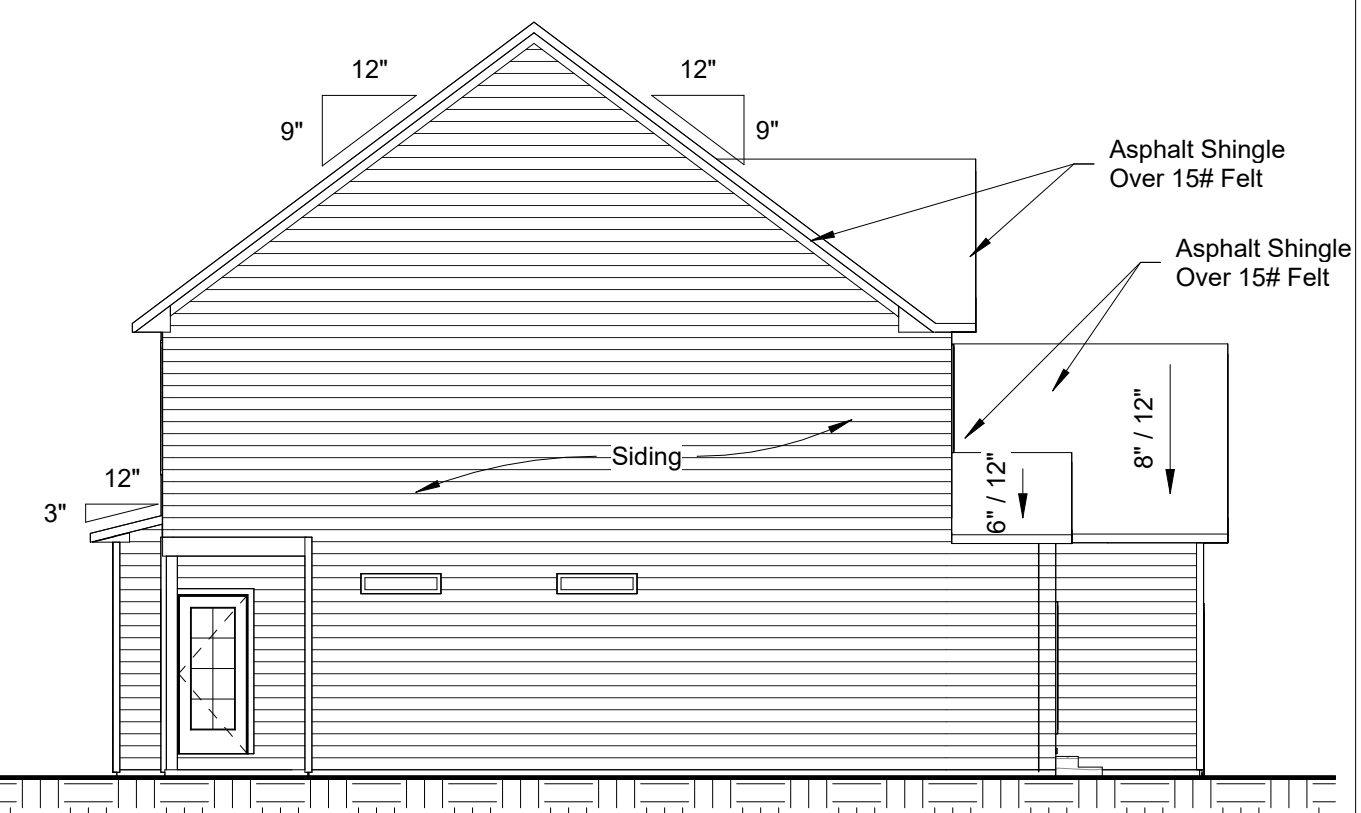 12"
12"
9"
9"
Asphalt Shingle
Over 15# Felt
Asphalt Shingle
Over 15# Felt
8" / 12"
6" / 12"
Siding
12"
3"